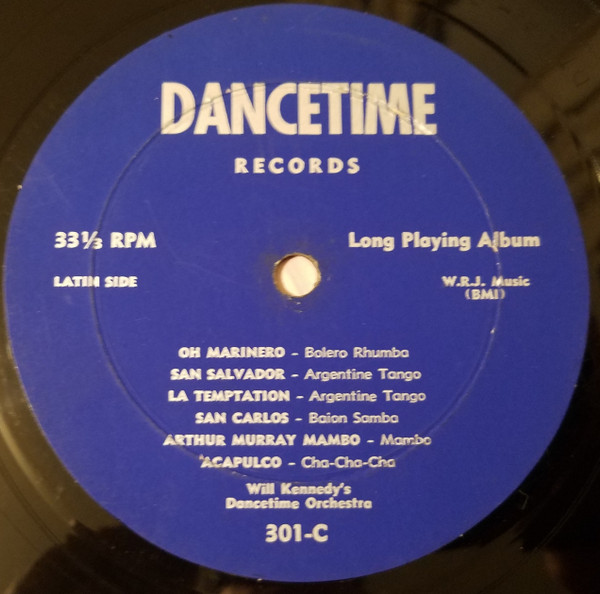 DANCETIME
RECORDS
33⅓ RPM Long Playing Album
LATIN SIDE W.R.J. Music
(BMI)
OH MARINERO – Bolero Rhumba
SAN SALVADOR – Argentine Tango
LA TEMPTATION – Argentine Tango
SAN CARLOS – Baion Samba
ARTHUR MURRAY MAMBO – Mambo
ACAPULCO – Cha-Cha-Cha
Will Kennedy's
Dancetime Orchestra
301-C